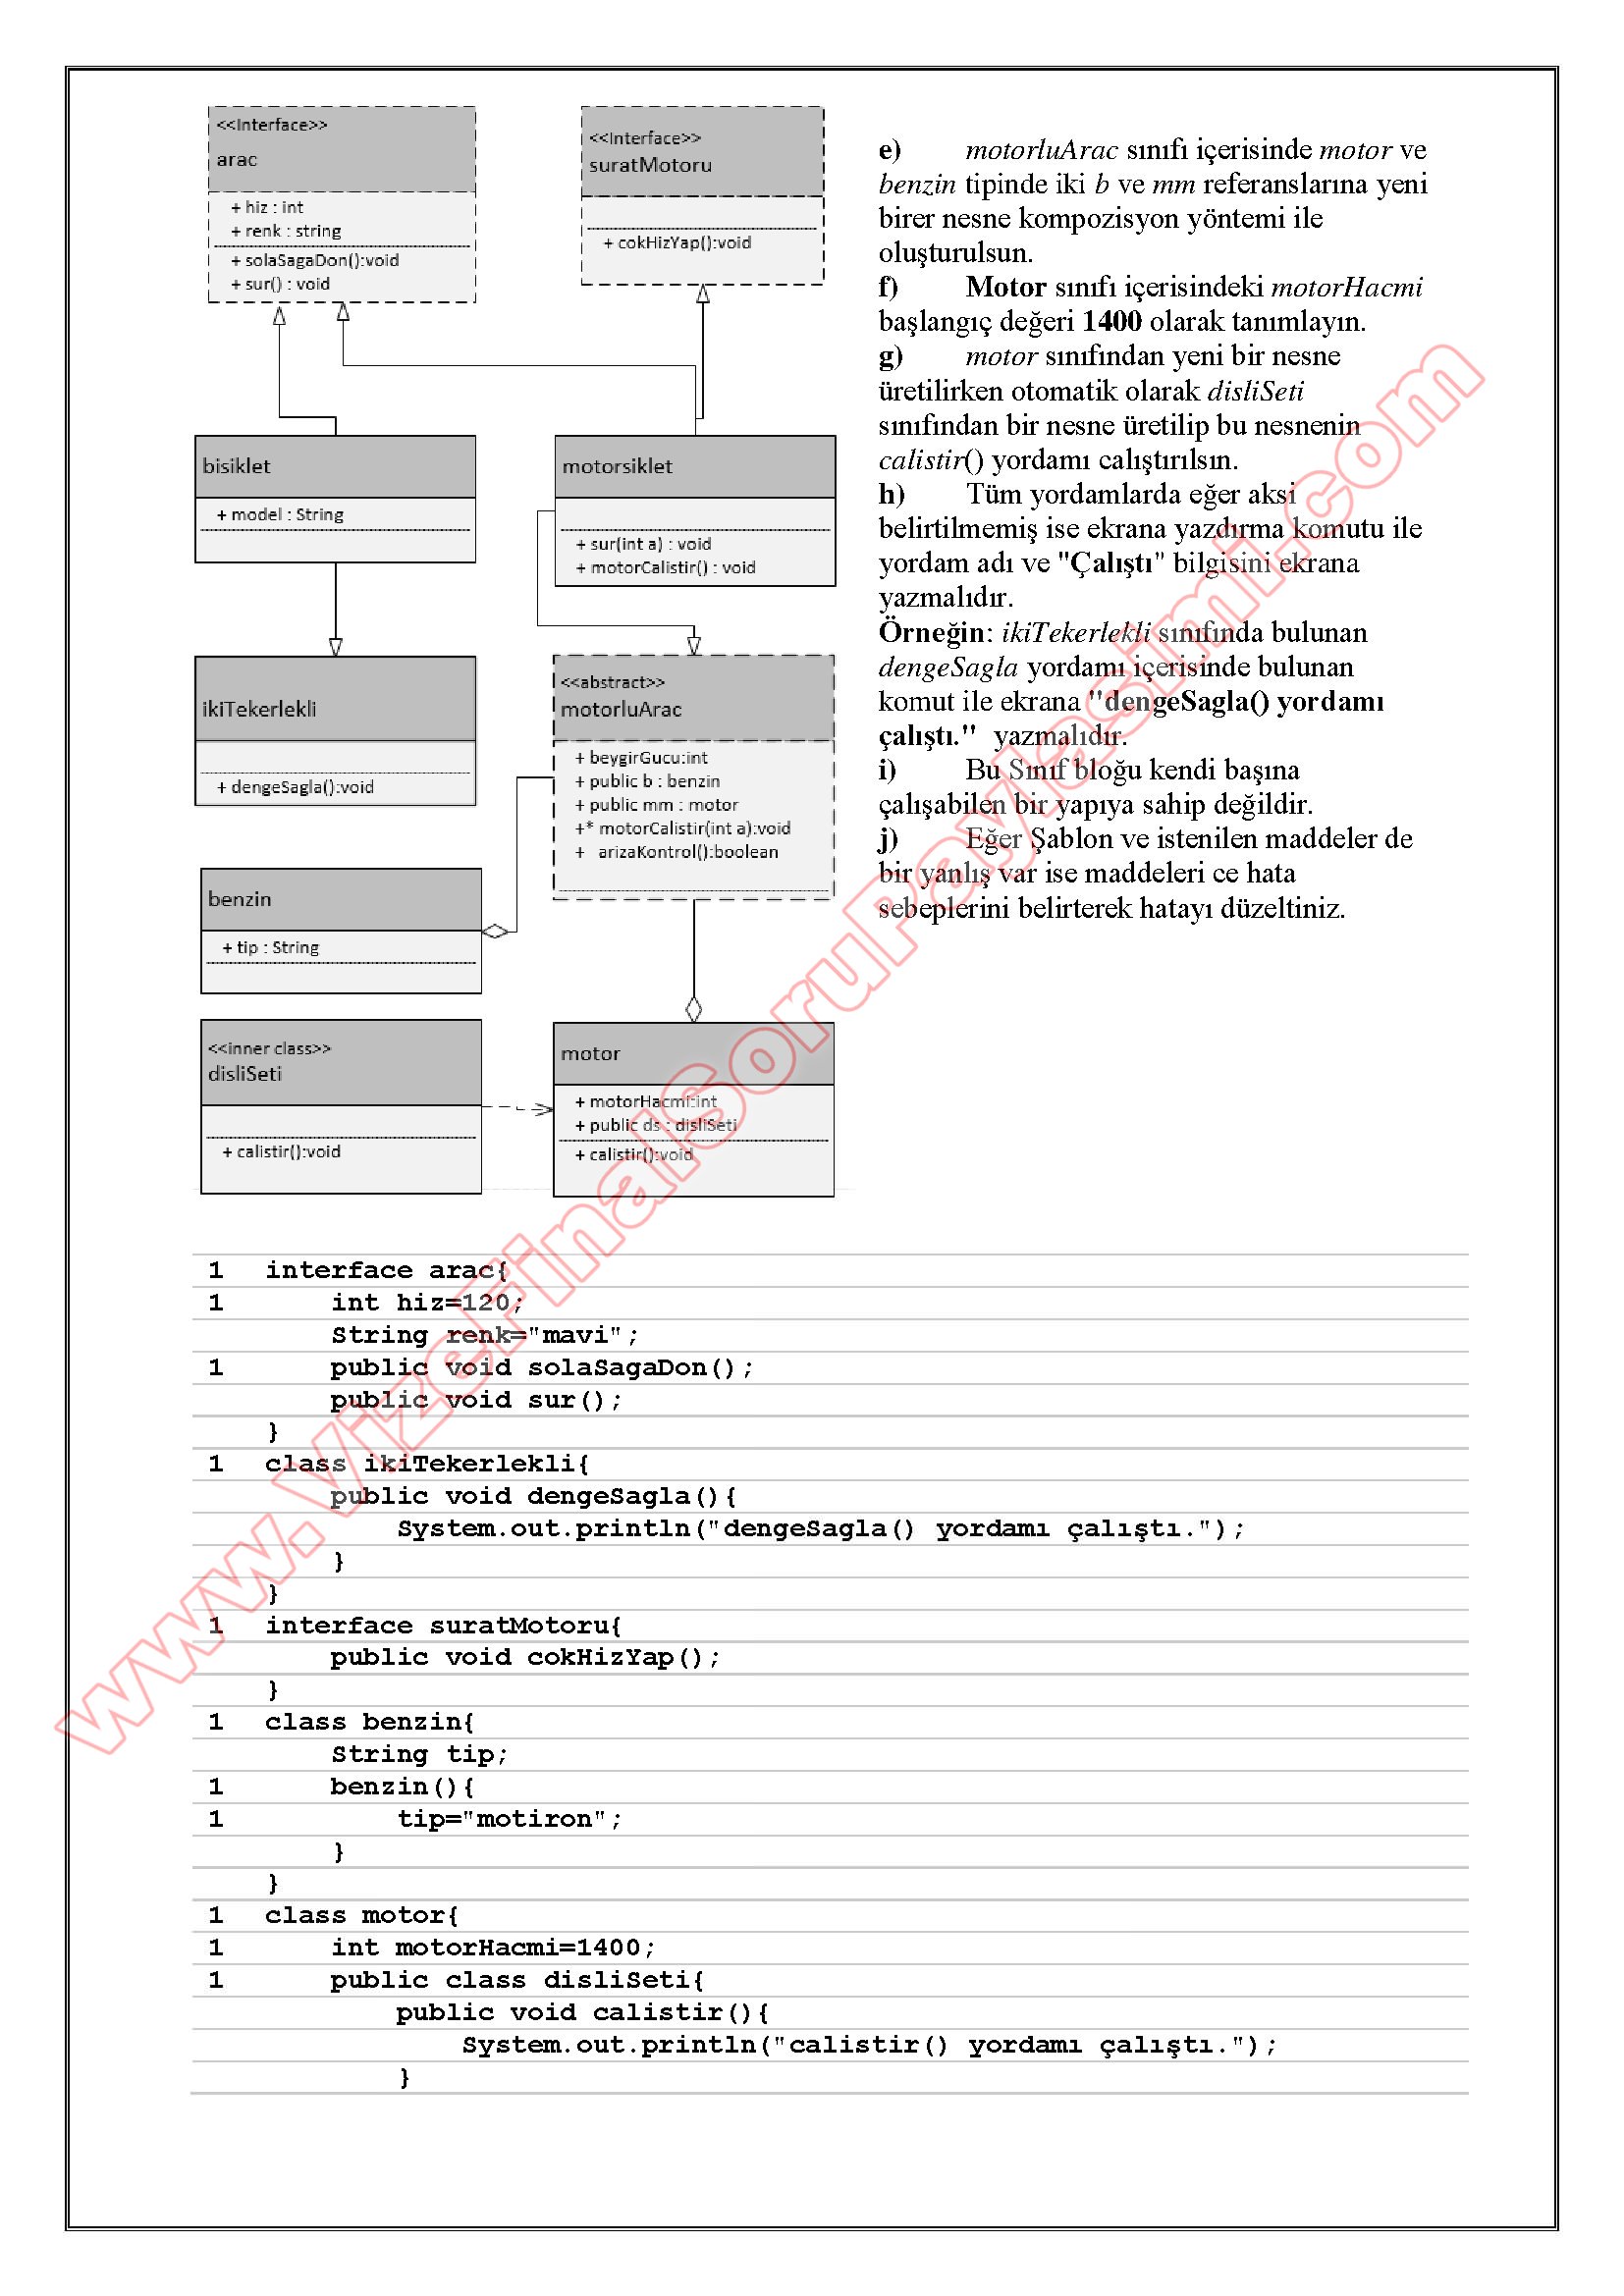 <<Interface>>
arac
+ hiz : int
+ renk : string
+ solaSagaDon():void
+ sur() : void
<<Interface>>
suratMotoru
+ cokHizYap():void
bisiklet
+ model : String
motorsiklet
+ sur(int a) : void
+ motorCalistir() : void
ikiTekerlekli
+ dengeSagla():void
<<abstract>>
motorluArac
+ beygirGucu:int
+ public b : benzin
+ public mm : motor
+* motorCalistir(int a):void
+ arizaKontrol():boolean
benzin
+ tip : String
<<inner class>>
disliSeti
+ calistir():void
motor
+ motorHacmi:int
+ public ds : disliSeti
+ calistir():void
e) motorluArac sınıfı içerisinde motor ve
benzin tipinde iki b ve mm referanslarına yeni
birer nesne kompozisyon yöntemi ile
oluşturulsun.
f) Motor sınıfı içerisindeki motorHacmi
başlangıç değeri 1400 olarak tanımlayın.
g) motor sınıfından yeni bir nesne
üretilirken otomatik olarak disliSeti
sınıfından bir nesne üretilip bu nesnenin
calistir() yordamı calıştırılsın.
h) Tüm yordamlarda eğer aksi
belirtilmemiş ise ekrana yazdırma komutu ile
yordam adı ve "Çalıştı" bilgisini ekrana
yazmalıdır.
Örneğin: ikiTekerlekli sınıfında bulunan
dengeSagla yordamı içerisinde bulunan
komut ile ekrana "dengeSagla() yordamı
çalıştı." yazmalıdır.
i) Bu Sınıf bloğu kendi başına
çalışabilen bir yapıya sahip değildir.
j) Eğer Şablon ve istenilen maddeler de
bir yanlış var ise maddeleri ce hata
sebeplerini belirterek hatayı düzeltiniz.
1 interface arac{
1 int hiz=120;
String renk="mavi";
1 public void solaSagaDon();
public void sur();
}
1 class ikiTekerlekli{
public void dengeSagla(){
System.out.println("dengeSagla() yordamı çalıştı.");
}
}
1 interface suratMotoru{
public void cokHizYap();
}
1 class benzin{
String tip;
1 benzin(){
1 tip="motiron";
}
}
1 class motor{
1 int motorHacmi=1400;
1 public class disliSeti{
public void calistir(){
System.out.println("calistir() yordamı çalıştı.");
}
www.VizeFinalSoruPaylasimi.com